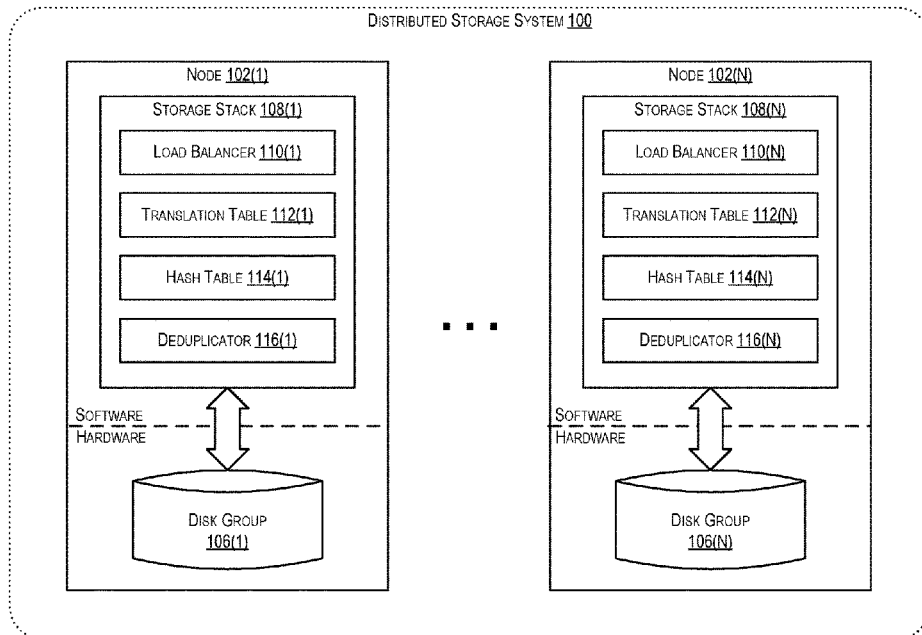 DISTRIBUTED STORAGE SYSTEM 100
NODE 102(1)
STORAGE STACK 108(1)
LOAD BALANCER 110(1)
TRANSLATION TABLE 112(1)
HASH TABLE 114(1)
DEDUPLICATOR 116(1)
SOFTWARE
HARDWARE
DISK GROUP
106(1)
NODE 102(N)
STORAGE STACK 108(N)
LOAD BALANCER 110(N)
TRANSLATION TABLE 112(N)
HASH TABLE 114(N)
DEDUPLICATOR 116(N)
SOFTWARE
HARDWARE
DISK GROUP
106(N)